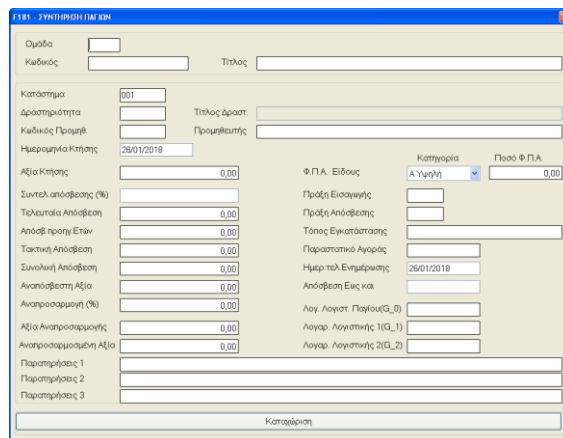 F181 - ΣΥΝΤΗΡΗΣΗ ΠΑΓΙΩΝ
Ομάδα
Κωδικός Τίτλος
Κατάστημα 001
Δραστηριότητα Τίτλος Δραστ.
Κωδικός Προμηθ. Προμηθευτής
Ημερομηνία Κτήσης 26/01/2018
Κατηγορία Ποσό Φ.Π.Α.
Αξία Κτήσης 0,00 Φ.Π.Α. Είδους Α Υψηλή 0,00
Συντελ.απόσβεσης (%) Πράξη Εισαγωγής
Τελευταία Απόσβεση 0,00 Πράξη Απόσβεσης
Απόσβ.προηγ.Ετών 0,00 Τόπος Εγκατάστασης
Τακτική Απόσβεση 0,00 Παραστατικό Αγοράς
Συνολική Απόσβεση 0,00 Ημερ.τελ.Ενημέρωσης 26/01/2018
Αναπόσβεστη Αξία 0,00 Απόσβεση Εως και
Αναπροσαρμογή (%) 0,00 Λογ. Λογιστ. Παγίου(G_0)
Αξία Αναπροσαρμογής 0,00 Λογαρ. Λογιστικής 1(G_1)
Αναπροσαρμοσμένη Αξία 0,00 Λογαρ. Λογιστικής 2(G_2)
Παρατηρήσεις 1
Παρατηρήσεις 2
Παρατηρήσεις 3
Καταχώριση